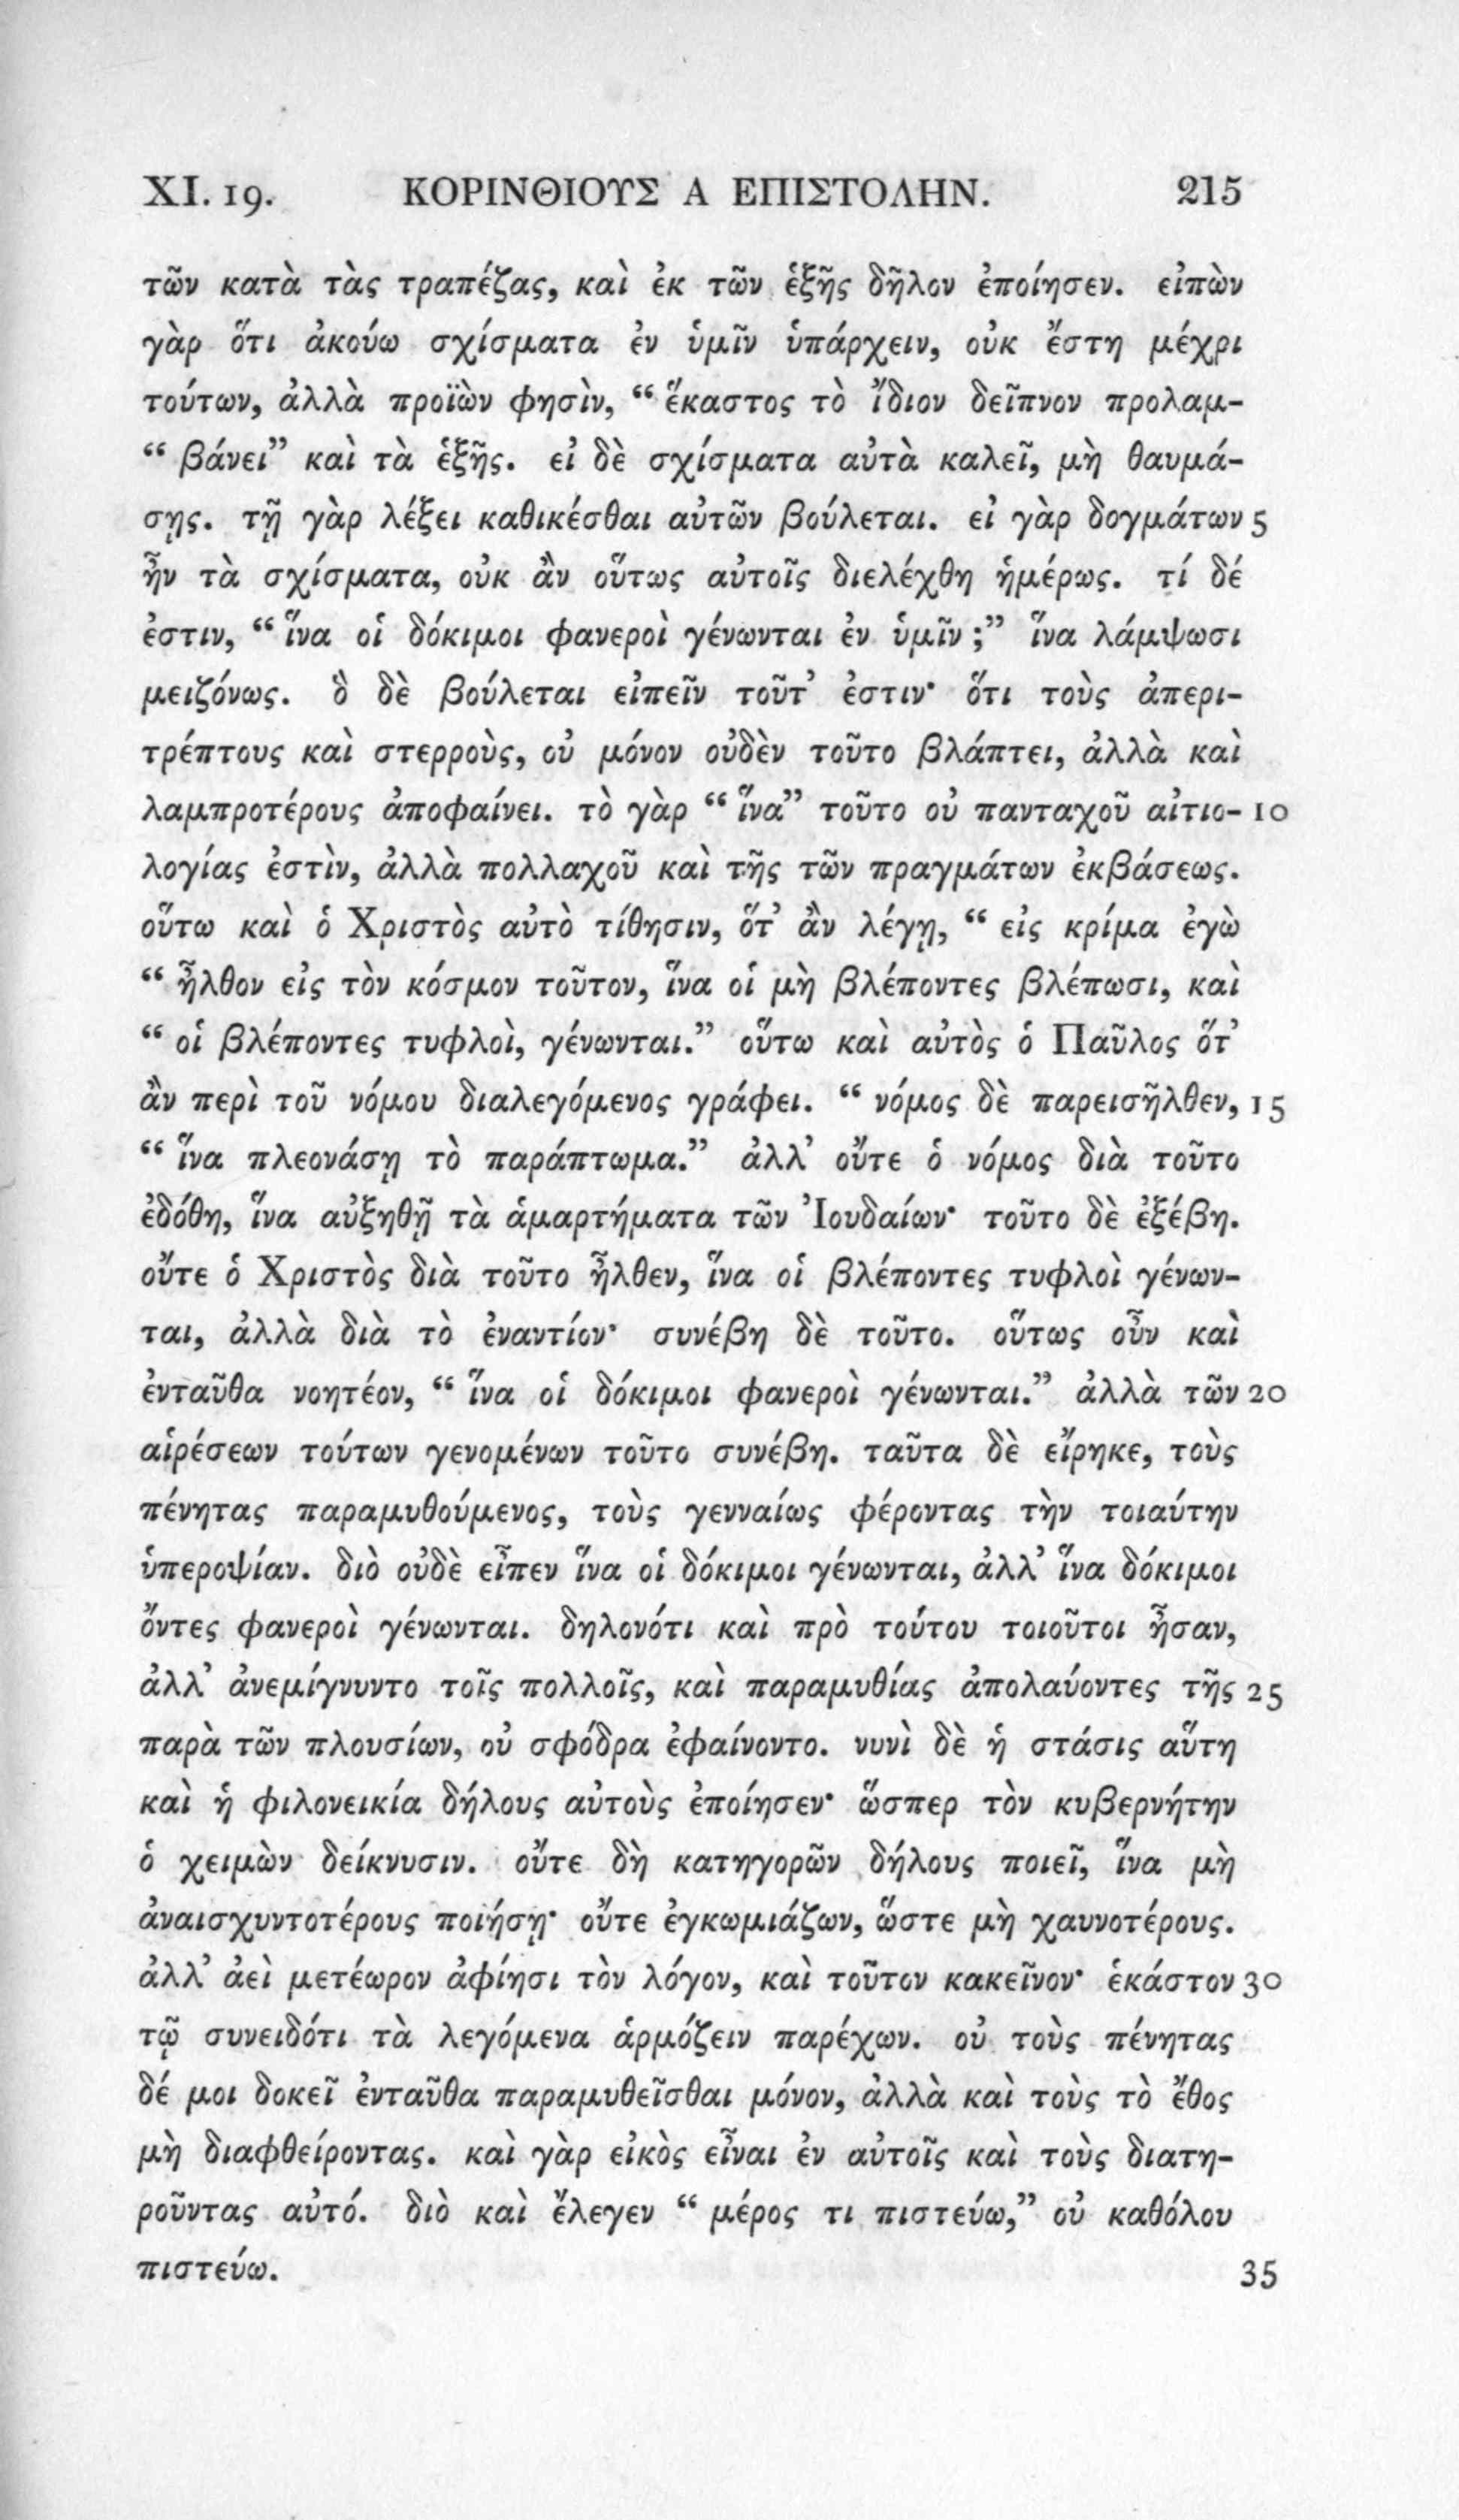 XI. 19. ΚΟΡΙΝΘΙΟΥΣ Α ΕΠΙΣΤΟΛΗΝ. 215
τῶν κατὰ τὰς τραπέζας, καὶ ἐκ τῶν ἑξῆς δῆλον ἐποίησεν. εἰπὼν
γὰρ ὅτι ἀκούω σχίσματα ἐν ὑμῖν ὑπάρχειν, οὐκ ἔστη μέχρι
τούτων, ἀλλὰ προϊὼν φησὶν, “ ἕκαστος τὸ ἴδιον δεῖπνον προλαμ-
“ βάνει” καὶ τὰ ἑξῆς. εἰ δὲ σχίσματα αὐτὰ καλεῖ, μὴ θαυμά-
σῃς. τῇ γὰρ λέξει καθικέσθαι αὐτῶν βούλεται. εἰ γὰρ δογμάτων 5
ἦν τὰ σχίσματα, οὐκ ἂν οὕτως αὐτοῖς διελέχθη ἡμέρως. τί δέ
ἐστιν, “ ἵνα οἱ δόκιμοι φανεροὶ γένωνται ἐν ὑμῖν ;” ἵνα λάμψωσι
μειζόνως. ὃ δὲ βούλεται εἰπεῖν τοῦτ’ ἐστιν· ὅτι τοὺς ἀπερι-
τρέπτους καὶ στερροὺς, οὐ μόνον οὐδὲν τοῦτο βλάπτει, ἀλλὰ καὶ
λαμπροτέρους ἀποφαίνει. τὸ γὰρ “ ἵνα” τοῦτο οὐ πανταχοῦ αἰτιο- 10
λογίας ἐστὶν, ἀλλὰ πολλαχοῦ καὶ τῆς τῶν πραγμάτων ἐκβάσεως.
οὕτω καὶ ὁ Χριστὸς αὐτὸ τίθησιν, ὅτ’ ἂν λέγῃ, “ εἰς κρίμα ἐγὼ
“ ἦλθον εἰς τὸν κόσμον τοῦτον, ἵνα οἱ μὴ βλέποντες βλέπωσι, καὶ
“ οἱ βλέποντες τυφλοὶ, γένωνται.” οὕτω καὶ αὐτὸς ὁ Παῦλος ὅτ’
ἂν περὶ τοῦ νόμου διαλεγόμενος γράφει. “ νόμος δὲ παρεισῆλθεν, 15
“ ἵνα πλεονάσῃ τὸ παράπτωμα.” ἀλλ’ οὔτε ὁ νόμος διὰ τοῦτο
ἐδόθη, ἵνα αὐξηθῇ τὰ ἁμαρτήματα τῶν Ἰουδαίων· τοῦτο δὲ ἐξέβη.
οὔτε ὁ Χριστὸς διὰ τοῦτο ἦλθεν, ἵνα οἱ βλέποντες τυφλοὶ γένων-
ται, ἀλλὰ διὰ τὸ ἐναντίον· συνέβη δὲ τοῦτο. οὕτως οὖν καὶ
ἐνταῦθα νοητέον, “ ἵνα οἱ δόκιμοι φανεροὶ γένωνται.” ἀλλὰ τῶν 20
αἱρέσεων τούτων γενομένων τοῦτο συνέβη. ταῦτα δὲ εἴρηκε, τοὺς
πένητας παραμυθούμενος, τοὺς γενναίως φέροντας τὴν τοιαύτην
ὑπεροψίαν. διὸ οὐδὲ εἶπεν ἵνα οἱ δόκιμοι γένωνται, ἀλλ’ ἵνα δόκιμοι
ὄντες φανεροὶ γένωνται. δηλονότι καὶ πρὸ τούτου τοιοῦτοι ἦσαν,
ἀλλ’ ἀνεμίγνυντο τοῖς πολλοῖς, καὶ παραμυθίας ἀπολαύοντες τῆς 25
παρὰ τῶν πλουσίων, οὐ σφόδρα ἐφαίνοντο. νυνὶ δὲ ἡ στάσις αὕτη
καὶ ἡ φιλονεικία δήλους αὐτοὺς ἐποίησεν· ὥσπερ τὸν κυβερνήτην
ὁ χειμὼν δείκνυσιν. οὔτε δὴ κατηγορῶν δήλους ποιεῖ, ἵνα μὴ
ἀναισχυντοτέρους ποιήσῃ· οὔτε ἐγκωμιάζων, ὥστε μὴ χαυνοτέρους.
ἀλλ’ ἀεὶ μετέωρον ἀφίησι τὸν λόγον, καὶ τοῦτον κακεῖνον· ἑκάστον 30
τῷ συνειδότι τὰ λεγόμενα ἁρμόζειν παρέχων. οὐ τοὺς πένητας
δέ μοι δοκεῖ ἐνταῦθα παραμυθεῖσθαι μόνον, ἀλλὰ καὶ τοὺς τὸ ἔθος
μὴ διαφθείροντας. καὶ γὰρ εἰκὸς εἶναι ἐν αὐτοῖς καὶ τοὺς διατη-
ροῦντας αὐτό. διὸ καὶ ἔλεγεν “ μέρος τι πιστεύω,” οὐ καθόλου
πιστεύω. 35